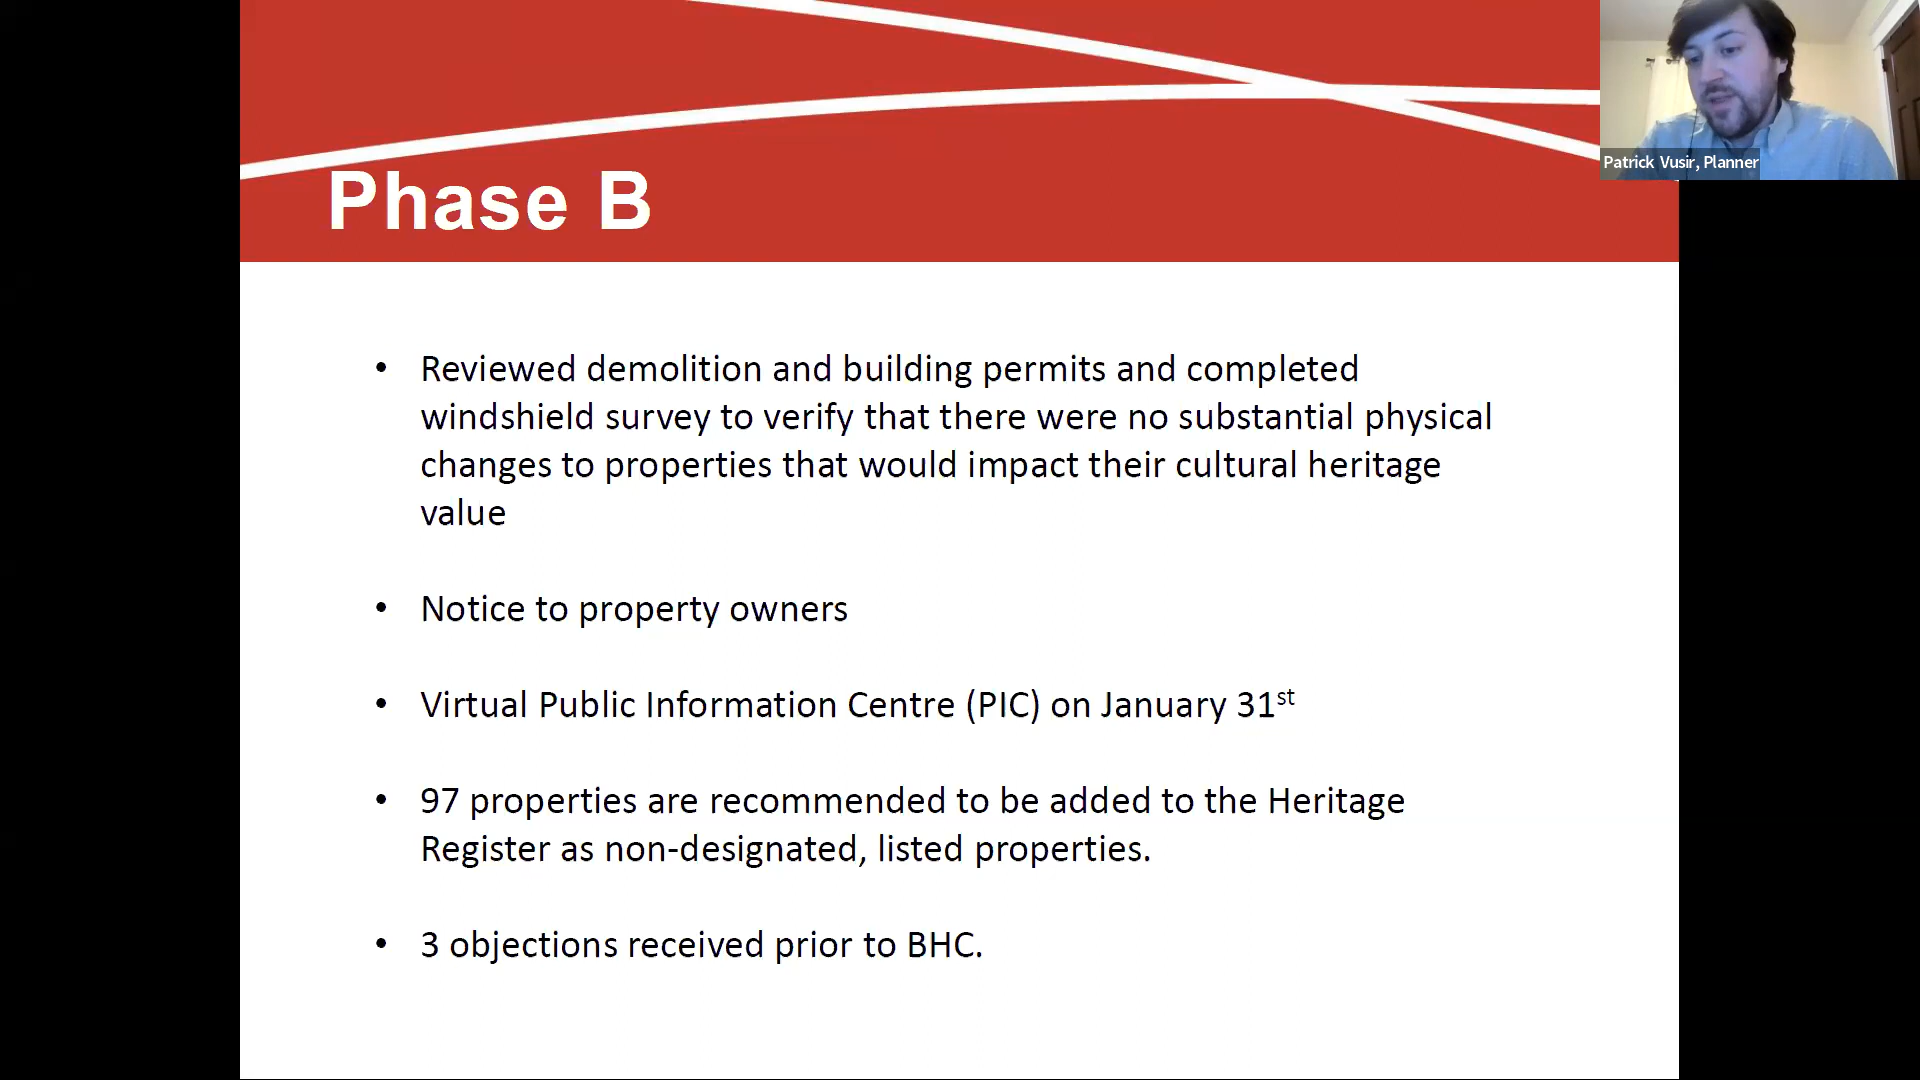 Patrick Vusir, Planner
Phase B
• Reviewed demolition and building permits and completed
windshield survey to verify that there were no substantial physical
changes to properties that would impact their cultural heritage
value
• Notice to property owners
• Virtual Public Information Centre (PIC) on January 31st
• 97 properties are recommended to be added to the Heritage
Register as non-designated, listed properties.
• 3 objections received prior to BHC.